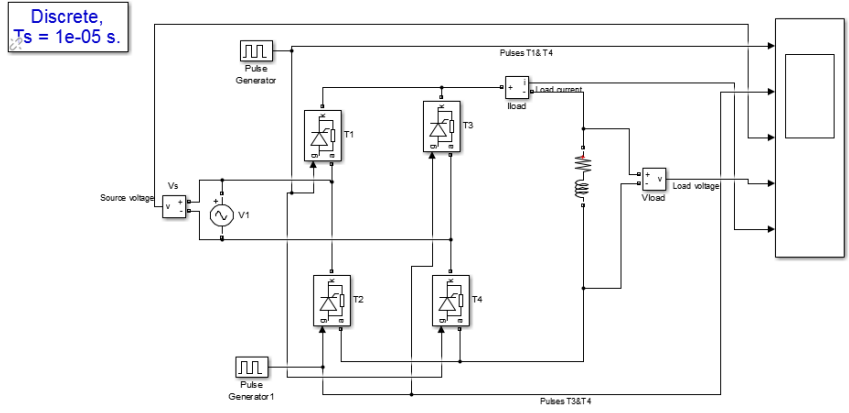 Discrete,
Ts = 1e-05 s.
Pulse
Generator
Pulses T1& T4
+
i
-
Load current
Iload
k
T1
g
a
k
T3
g
a
Vs
Source voltage
v
+
-
+
V1
+
-
v
Vload
Load voltage
k
T2
g
a
k
T4
g
a
Pulse
Generator1
Pulses T3&T4